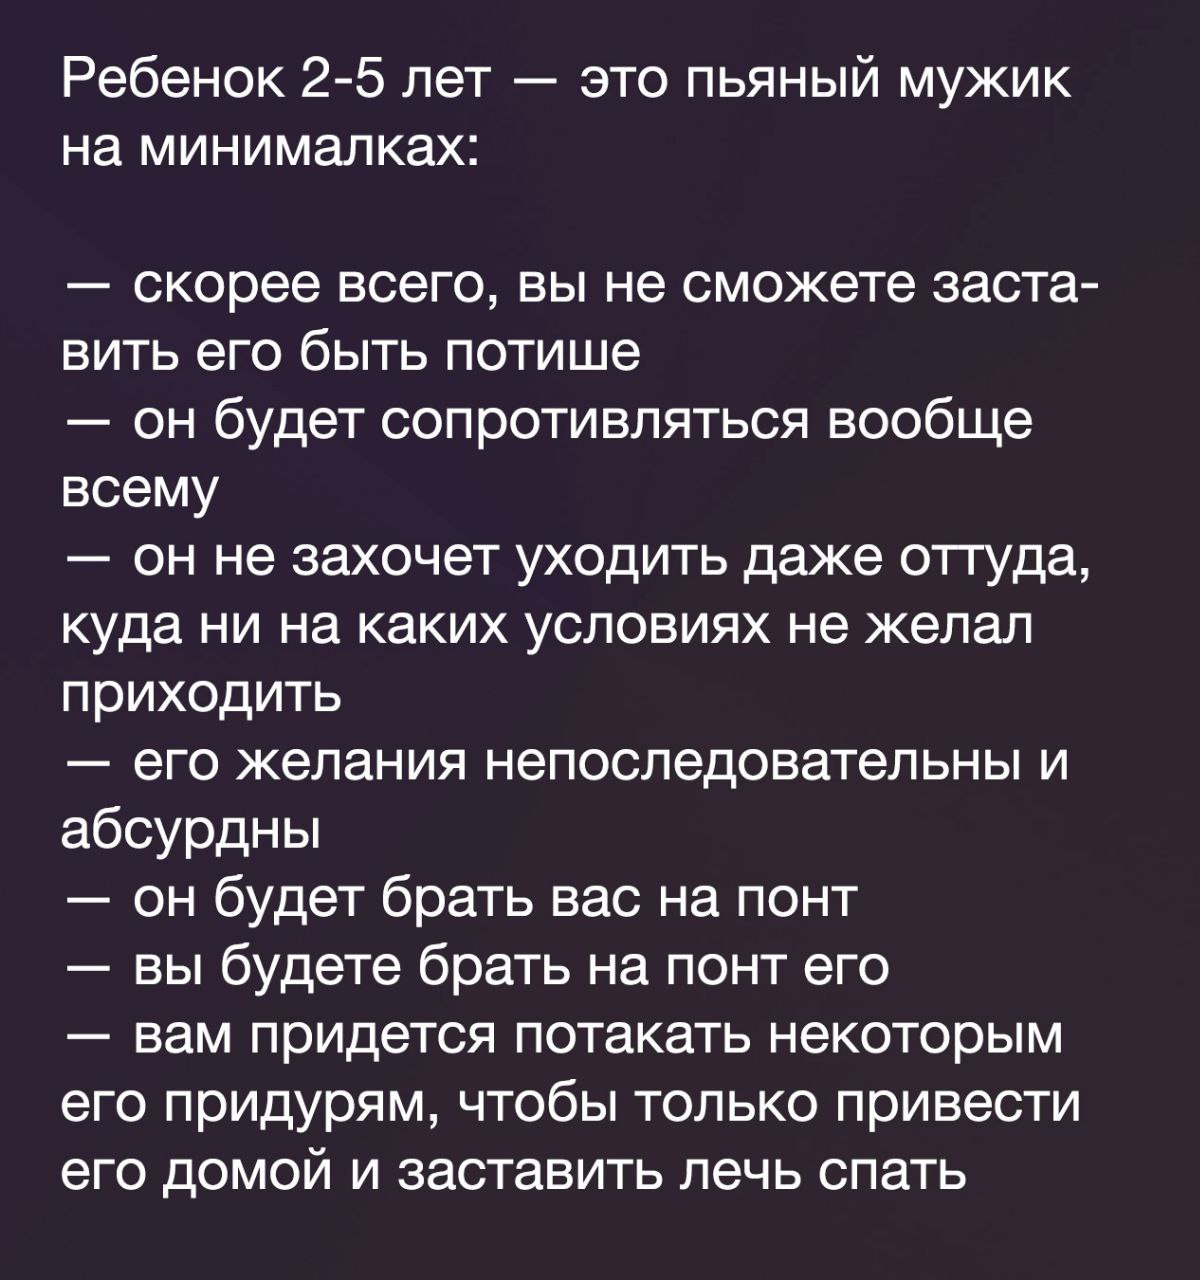 Ребенок 2-5 лет — это пьяный мужик
на минималках:
— скорее всего, вы не сможете заста-
вить его быть потише
— он будет сопротивляться вообще
всему
— он не захочет уходить даже оттуда,
куда ни на каких условиях не желал
приходить
— его желания непоследовательны и
абсурдны
— он будет брать вас на понт
— вы будете брать на понт его
— вам придется потакать некоторым
его придурям, чтобы только привести
его домой и заставить лечь спать